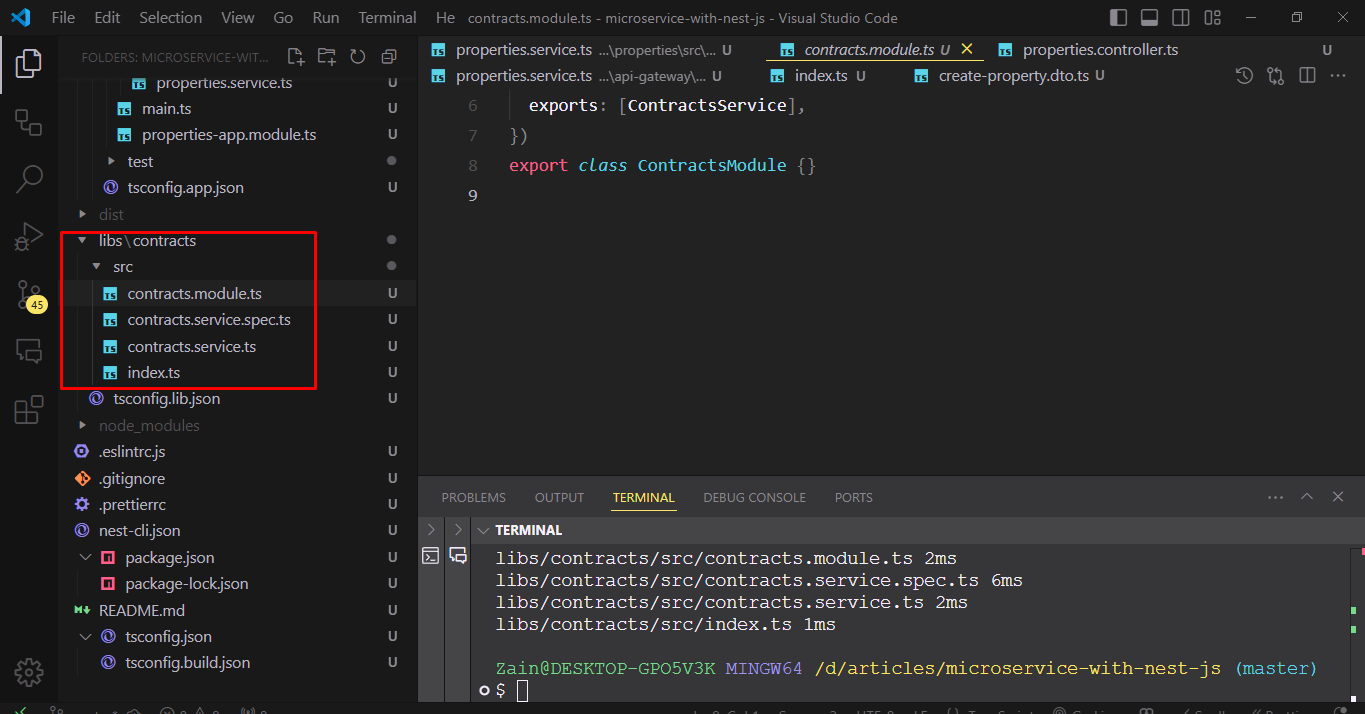 File Edit Selection View Go Run Terminal He contracts.module.ts - microservice-with-nest-js - Visual Studio Code
FOLDERS: MICROSERVICE-WIT...
properties.service.ts U
main.ts U
properties-app.module.ts U
test
tsconfig.app.json U
dist
libs\contracts
src
contracts.module.ts U
contracts.service.spec.ts U
contracts.service.ts U
index.ts U
tsconfig.lib.json U
node_modules
.eslintrc.js U
.gitignore U
.prettierrc U
nest-cli.json U
package.json U
package-lock.json U
README.md U
tsconfig.json U
tsconfig.build.json U
45
properties.service.ts ...\properties\src\... U contracts.module.ts U properties.controller.ts U
properties.service.ts ...\api-gateway\... U index.ts U create-property.dto.ts U
6 exports: [ContractsService],
7 })
8 export class ContractsModule {}
9
PROBLEMS OUTPUT TERMINAL DEBUG CONSOLE PORTS
TERMINAL
libs/contracts/src/contracts.module.ts 2ms
libs/contracts/src/contracts.service.spec.ts 6ms
libs/contracts/src/contracts.service.ts 2ms
libs/contracts/src/index.ts 1ms
Zain@DESKTOP-GPO5V3K MINGW64 /d/articles/microservice-with-nest-js (master)
$